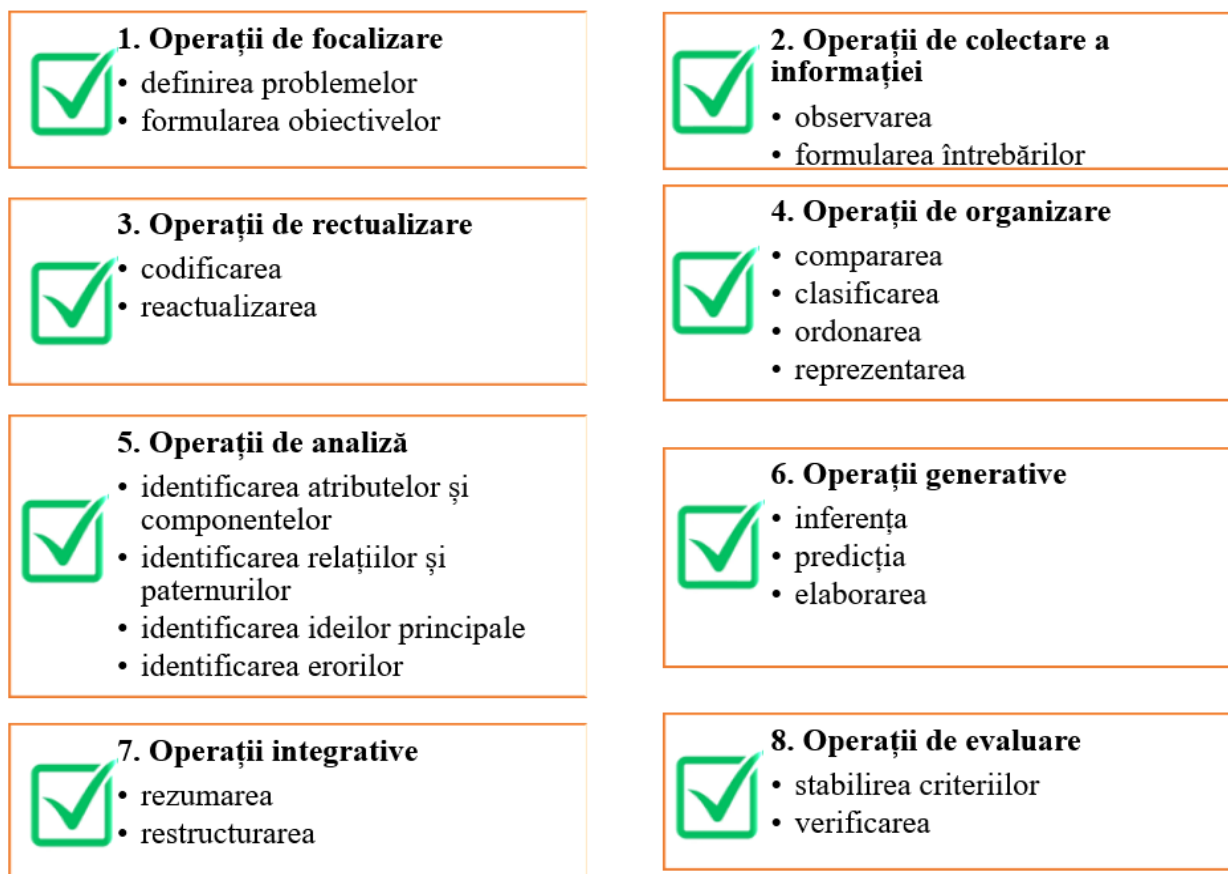 1. Operații de focalizare
• definirea problemelor
• formularea obiectivelor
2. Operații de colectare a
informației
• observarea
• formularea întrebărilor
3. Operații de rectualizare
• codificarea
• reactualizarea
4. Operații de organizare
• compararea
• clasificarea
• ordonarea
• reprezentarea
5. Operații de analiză
• identificarea atributelor și
componentelor
• identificarea relațiilor și
paternurilor
• identificarea ideilor principale
• identificarea erorilor
6. Operații generative
• inferența
• predicția
• elaborarea
7. Operații integrative
• rezumarea
• restructurarea
8. Operații de evaluare
• stabilirea criteriilor
• verificarea